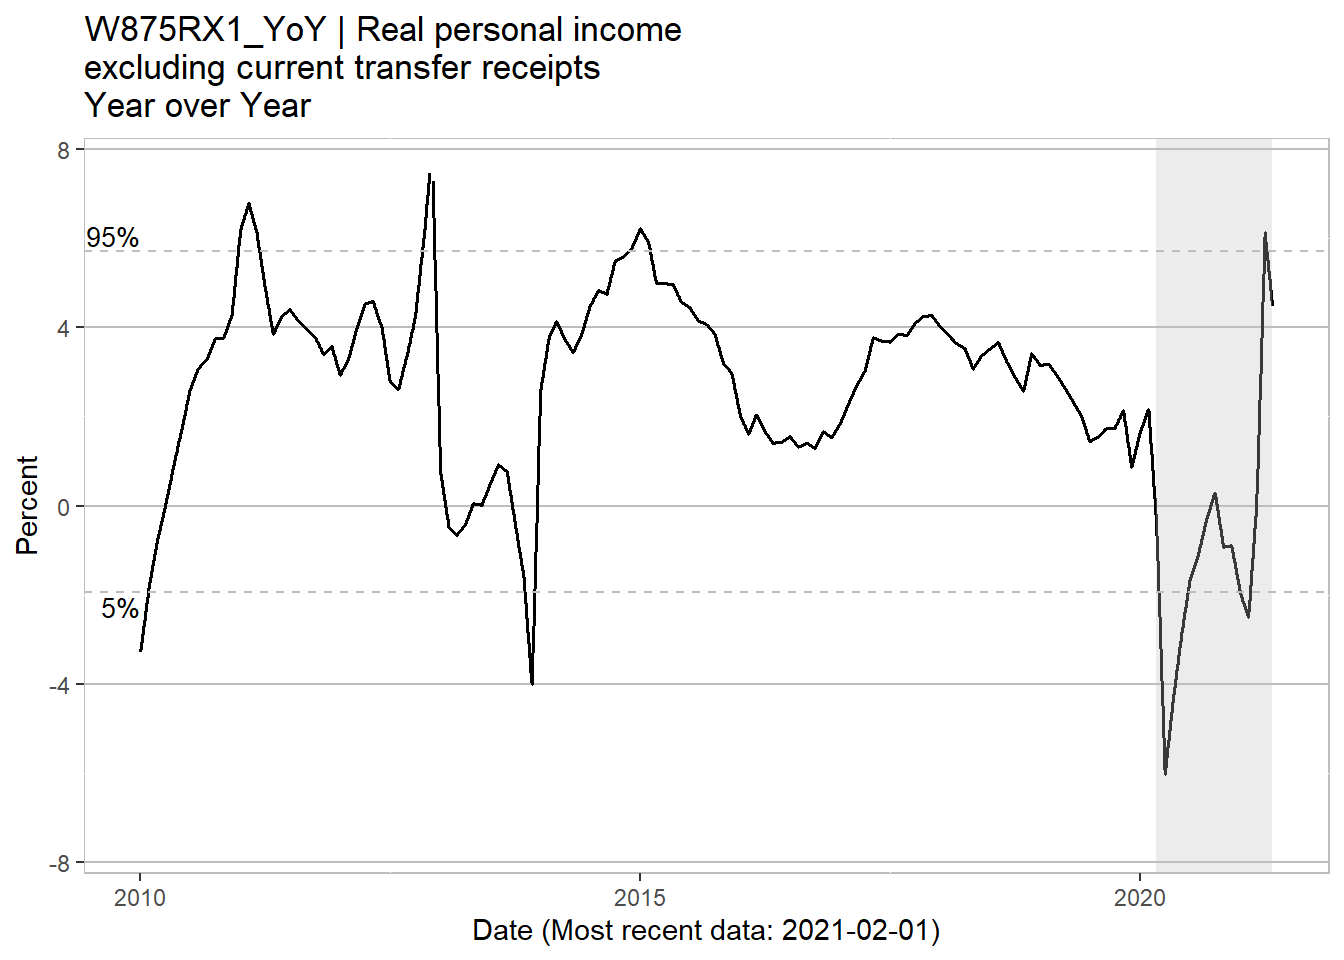 W875RX1_YoY | Real personal income
excluding current transfer receipts
Year over Year
8
95%
4
Percent
0
5%
-4
-8
2010 2015 2020
Date (Most recent data: 2021-02-01)